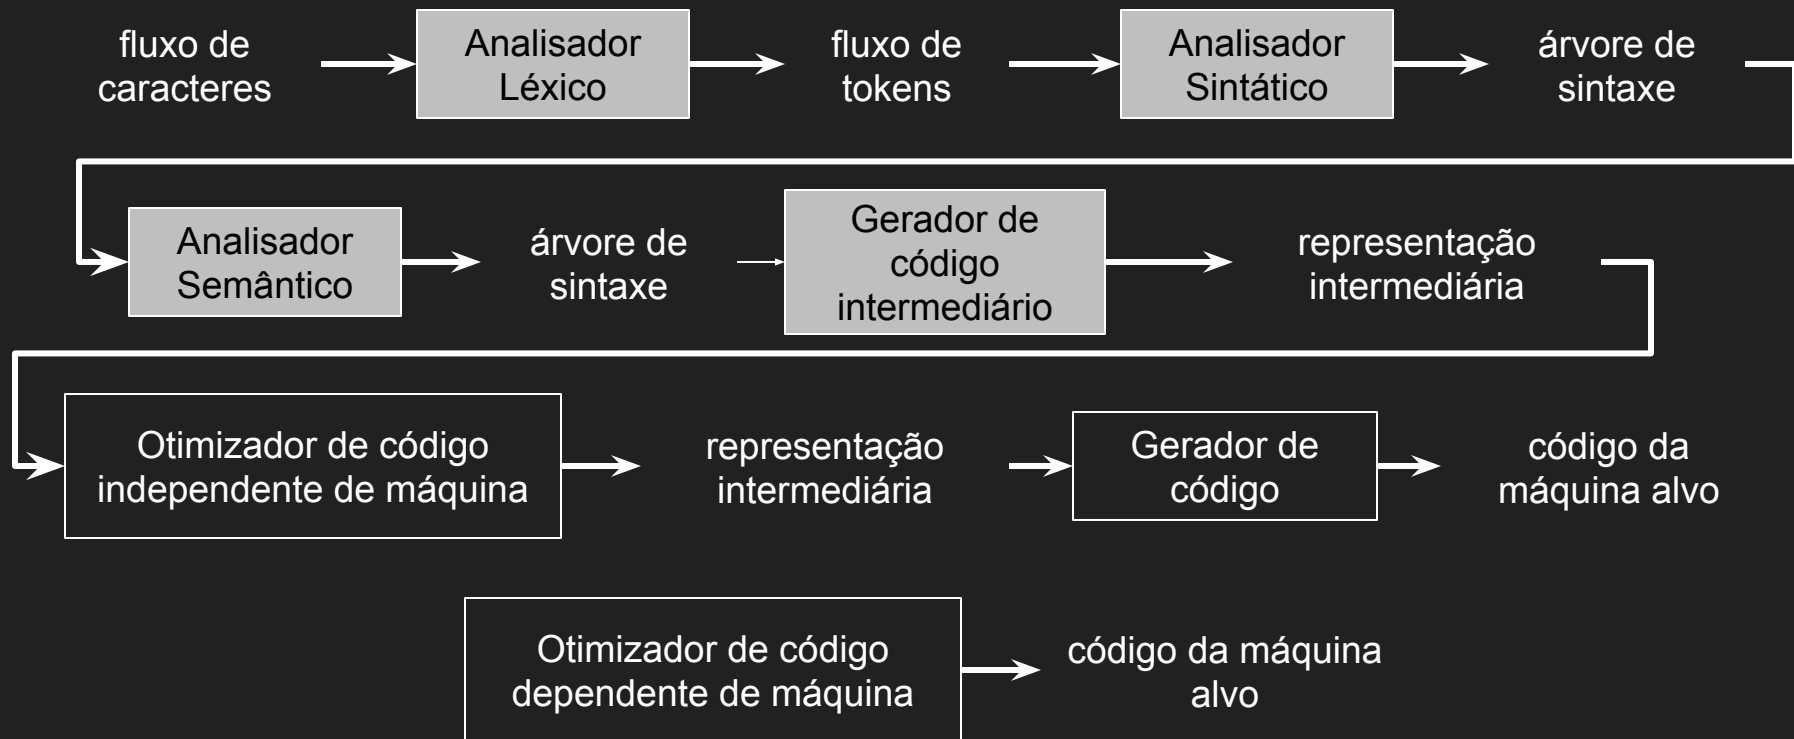 fluxo de
caracteres
Analisador
Léxico
fluxo de
tokens
Analisador
Sintático
árvore de
sintaxe
Analisador
Semântico
árvore de
sintaxe
Gerador de
código
intermediário
representação
intermediária
Otimizador de código
independente de máquina
representação
intermediária
Gerador de
código
código da
máquina alvo
Otimizador de código
dependente de máquina
código da máquina
alvo